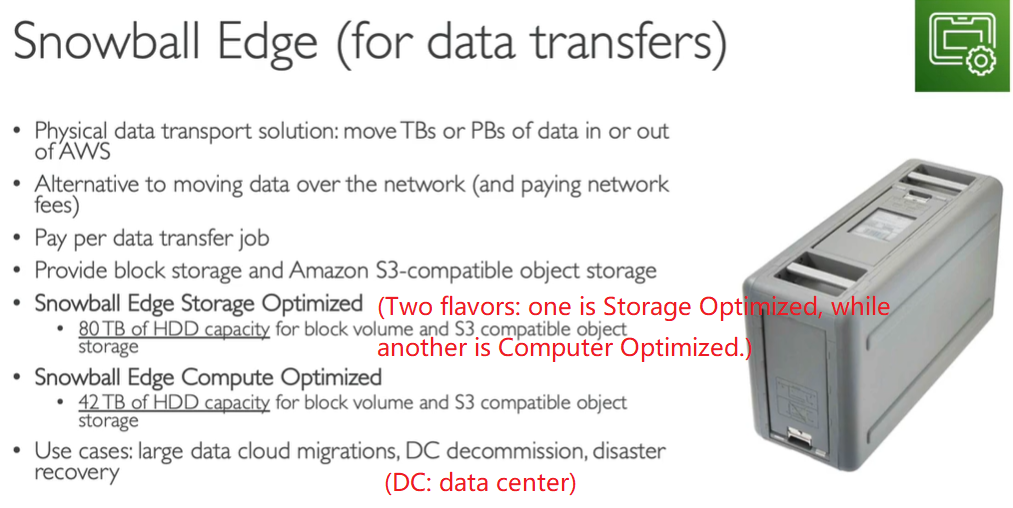 Snowball Edge (for data transfers)
• Physical data transport solution: move TBs or PBs of data in or out
of AWS
• Alternative to moving data over the network (and paying network
fees)
• Pay per data transfer job
• Provide block storage and Amazon S3-compatible object storage
• Snowball Edge Storage Optimized
(Two flavors: one is Storage Optimized, while
• 80 TB of HDD capacity for block volume and S3 compatible object
storage
another is Computer Optimized.)
• Snowball Edge Compute Optimized
• 42 TB of HDD capacity for block volume and S3 compatible object
storage
• Use cases: large data cloud migrations, DC decommission, disaster
recovery
(DC: data center)